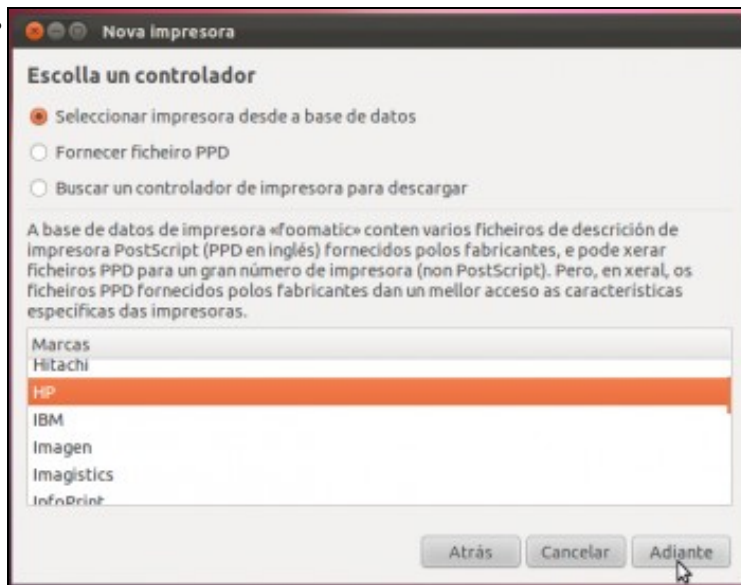 Nova impresora
Escolla un controlador
Seleccionar impresora desde a base de datos
Fornecer ficheiro PPD
Buscar un controlador de impresora para descargar
A base de datos de impresora «foomatic» conten varios ficheiros de descrición de
impresora PostScript (PPD en inglés) fornecidos polos fabricantes, e pode xerar
ficheiros PPD para un gran número de impresora (non PostScript). Pero, en xeral, os
ficheiros PPD fornecidos polos fabricantes dan un mellor acceso as características
específicas das impresoras.
Marcas
Hitachi
HP
IBM
Imagen
Imagistics
InfoPrint
Atrás Cancelar Adiante